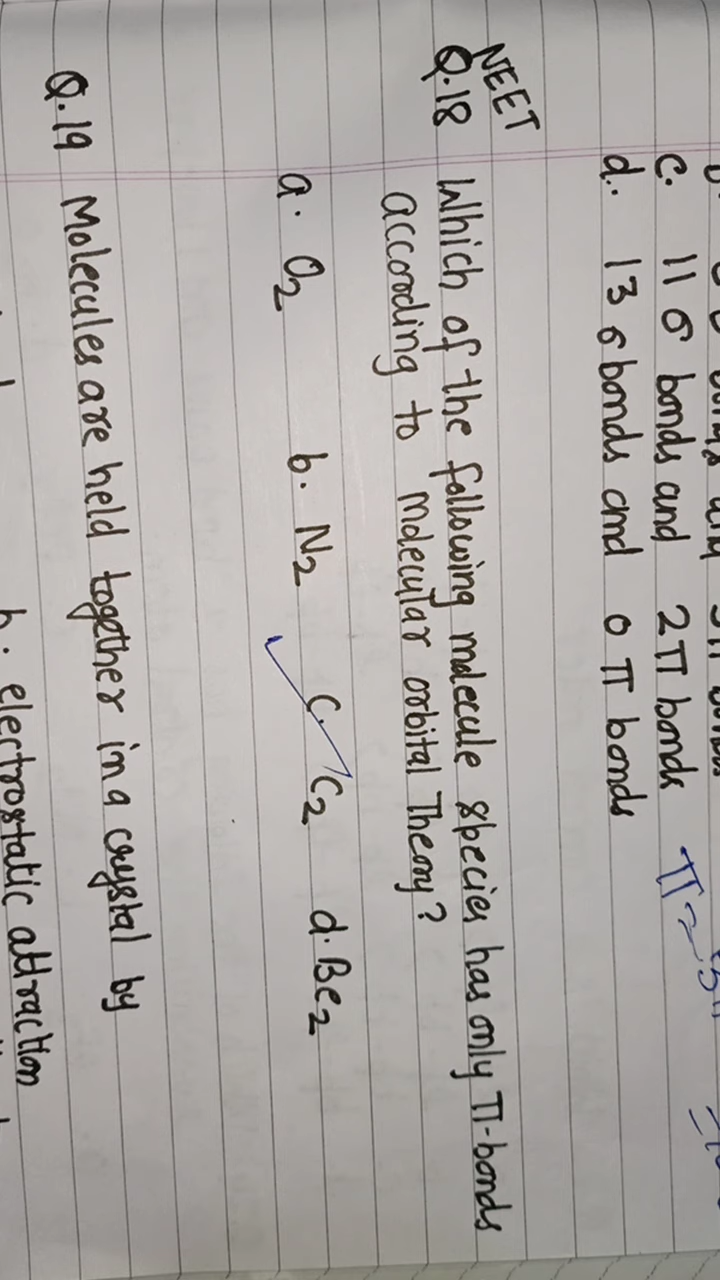 c. 11 σ bonds and 2π bonds
d. 13 σ bonds and 0 π bonds
NEET
Q.18 Which of the following molecule species has only π-bonds
according to molecular orbital Theory?
a. O₂ b. N₂ c. C₂ d. Be₂
Q.19 Molecules are held together in a crystal by
b. electrostatic attraction